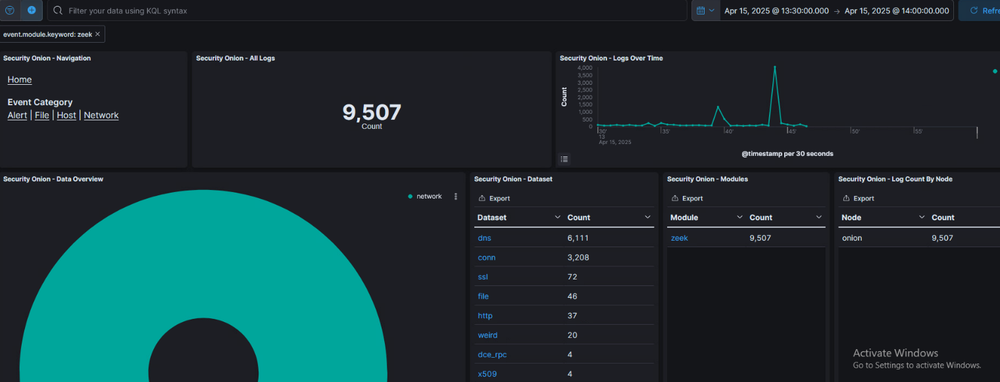 Filter your data using KQL syntax
Apr 15, 2025 @ 13:30:00.000 → Apr 15, 2025 @ 14:00:00.000
Refre
event.module.keyword: zeek ×
Security Onion - Navigation
Home
Event Category
Alert | File | Host | Network
Security Onion - All Logs
9,507
Count
Security Onion - Logs Over Time
Count
4,000
3,500
3,000
2,500
2,000
1,500
1,000
500
0
30' 35' 40' 45' 50' 55'
13
Apr 15, 2025
@timestamp per 30 seconds
Security Onion - Data Overview
network
Security Onion - Dataset
Export
Dataset Count
dns 6,111
conn 3,208
ssl 72
file 46
http 37
weird 20
dce_rpc 4
x509 4
Security Onion - Modules
Export
Module Count
zeek 9,507
Security Onion - Log Count By Node
Export
Node Count
onion 9,507
Activate Windows
Go to Settings to activate Windows.